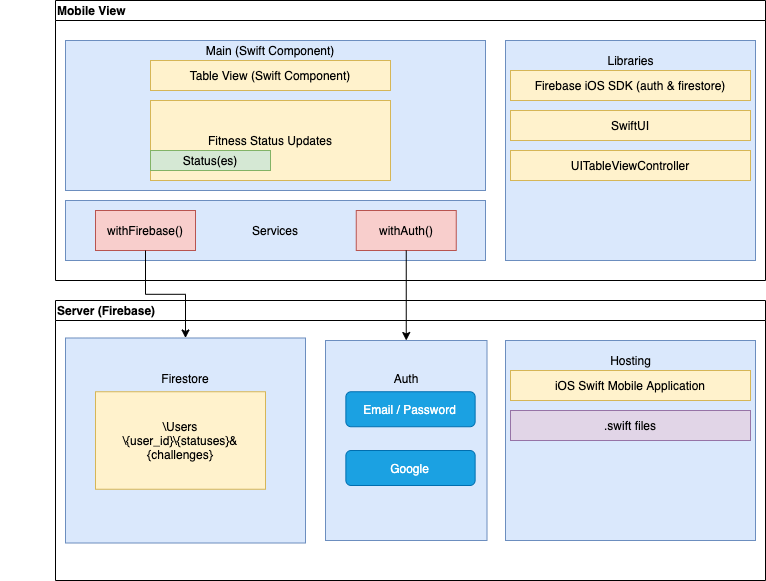 Mobile View
Main (Swift Component)
Table View (Swift Component)
Fitness Status Updates
Status(es)
withFirebase()
Services
withAuth()
Libraries
Firebase iOS SDK (auth & firestore)
SwiftUI
UITableViewController
Server (Firebase)
Firestore
\Users
\{user_id}\{statuses}&
{challenges}
Auth
Email / Password
Google
Hosting
iOS Swift Mobile Application
.swift files